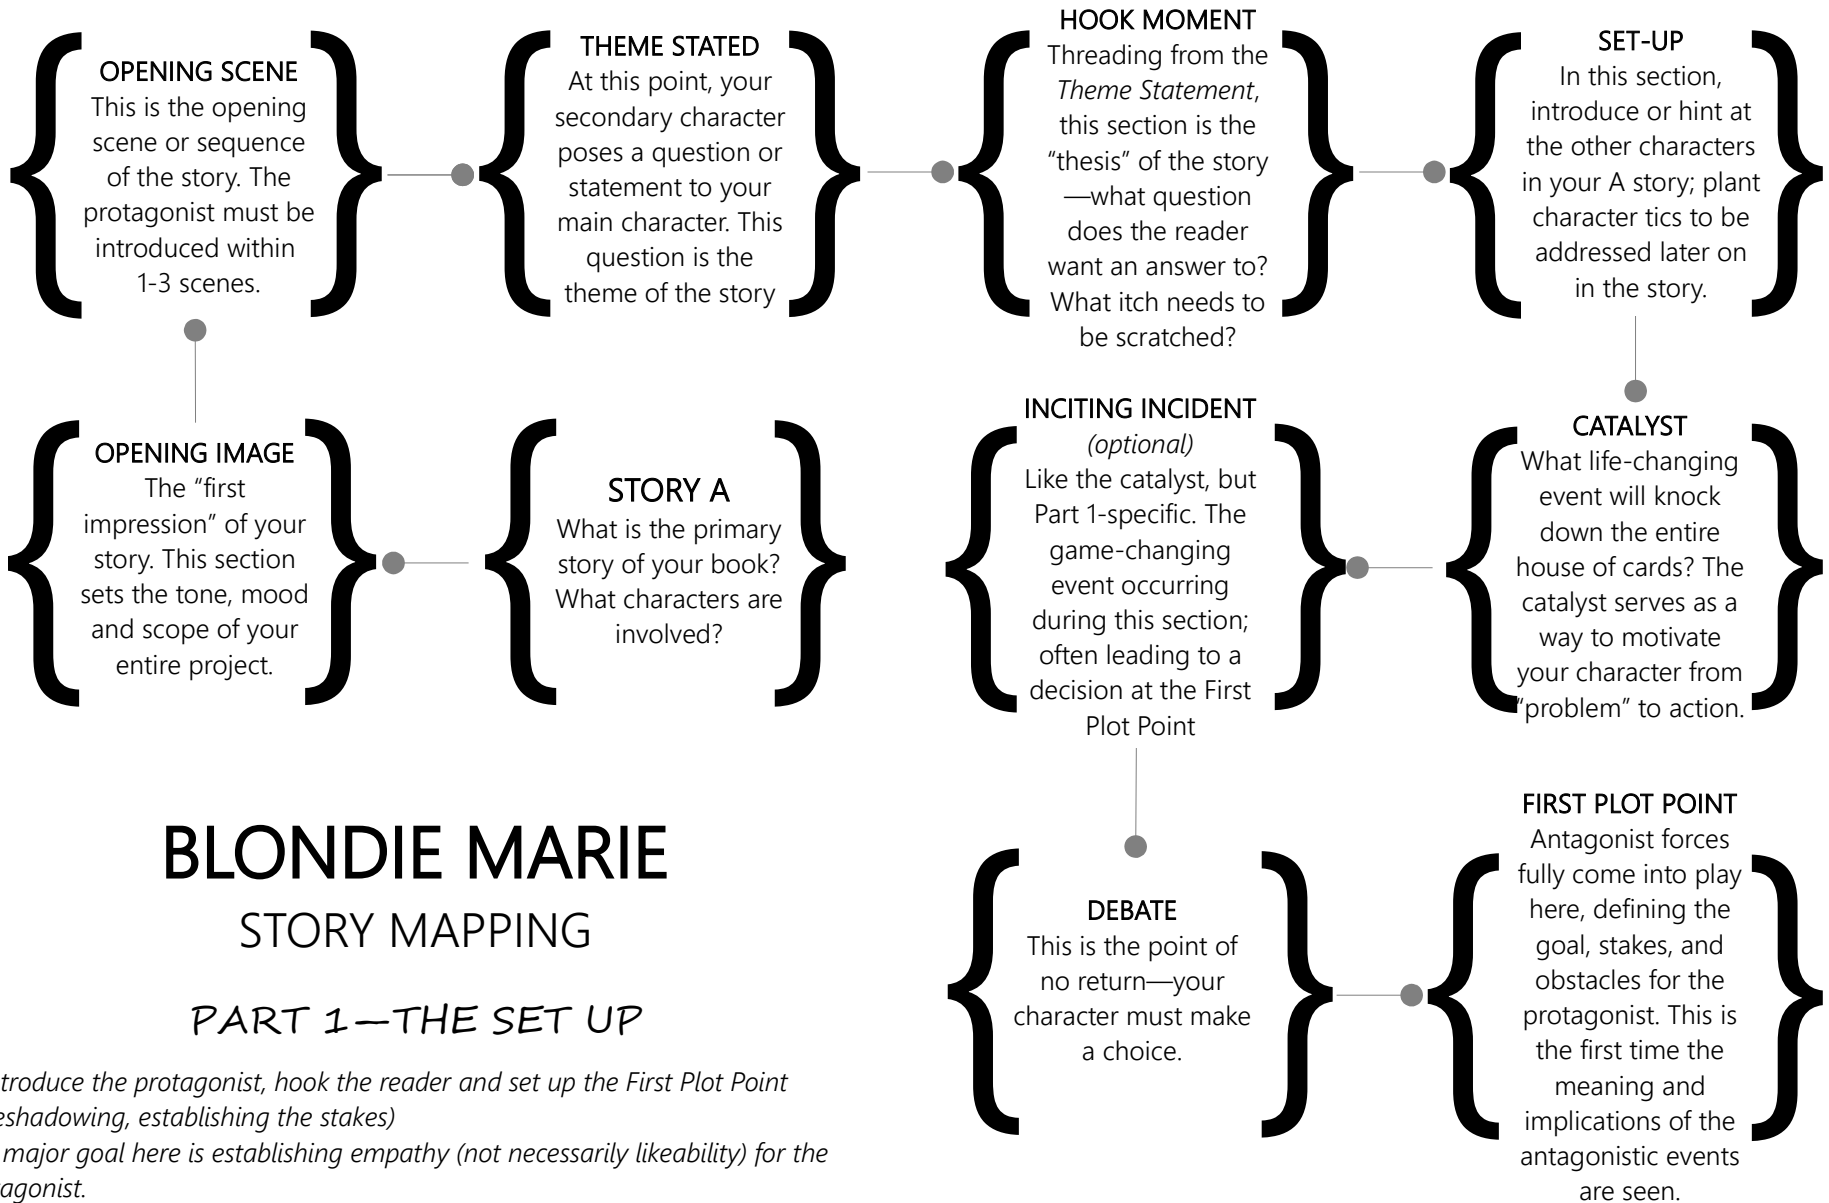 OPENING SCENE
This is the opening
scene or sequence
of the story. The
protagonist must be
introduced within
1-3 scenes.
THEME STATED
At this point, your
secondary character
poses a question or
statement to your
main character. This
question is the
theme of the story
HOOK MOMENT
Threading from the
Theme Statement,
this section is the
“thesis” of the story
—what question
does the reader
want an answer to?
What itch needs to
be scratched?
SET-UP
In this section,
introduce or hint at
the other characters
in your A story; plant
character tics to be
addressed later on
in the story.
OPENING IMAGE
The “first
impression” of your
story. This section
sets the tone, mood
and scope of your
entire project.
STORY A
What is the primary
story of your book?
What characters are
involved?
INCITING INCIDENT
(optional)
Like the catalyst, but
Part 1-specific. The
game-changing
event occurring
during this section;
often leading to a
decision at the First
Plot Point
CATALYST
What life-changing
event will knock
down the entire
house of cards? The
catalyst serves as a
way to motivate
your character from
“problem” to action.
BLONDIE MARIE
STORY MAPPING
PART 1—THE SET UP
troduce the protagonist, hook the reader and set up the First Plot Point
eshadowing, establishing the stakes)
major goal here is establishing empathy (not necessarily likeability) for the
agonist.
DEBATE
This is the point of
no return—your
character must make
a choice.
FIRST PLOT POINT
Antagonist forces
fully come into play
here, defining the
goal, stakes, and
obstacles for the
protagonist. This is
the first time the
meaning and
implications of the
antagonistic events
are seen.